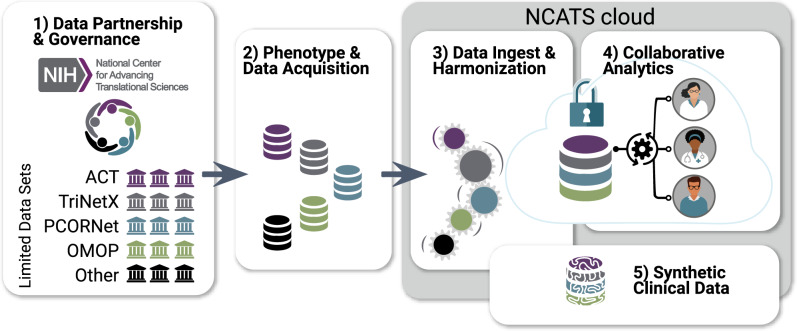 1) Data Partnership
& Governance
NIH
National Center
for Advancing
Translational Sciences
Limited Data Sets
ACT
TriNetX
PCORNet
OMOP
Other
2) Phenotype &
Data Acquisition
NCATS cloud
3) Data Ingest &
Harmonization
4) Collaborative
Analytics
5) Synthetic
Clinical Data